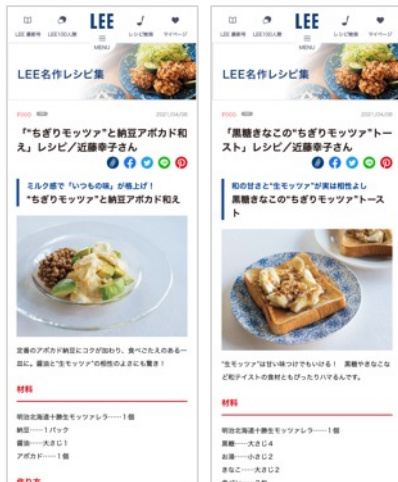 LEE
LEE 最新号
LEE100人隊
MENU
レシピ検索
マイページ
LEE名作レシピ集
FOOD
2021/04/08
「“ちぎりモッツァ”と納豆アボカド和
え」レシピ／近藤幸子さん
ミルク感で「いつもの味」が格上げ！
“ちぎりモッツァ”と納豆アボカド和え
定番のアボカド納豆にコクが加わり、食べごたえのある一
皿に。醤油と“生モッツァ”の相性のよさにも驚き！
材料
明治北海道十勝生モッツァレラ……1個
納豆……1パック
醤油……大さじ1
アボカド……1個
作り方
LEE
LEE 最新号
LEE100人隊
MENU
レシピ検索
マイページ
LEE名作レシピ集
FOOD
2021/04/08
「黒糖きなこの“ちぎりモッツァ”トー
スト」レシピ／近藤幸子さん
和の甘さと“生モッツァ”が実は相性よし
黒糖きなこの“ちぎりモッツァ”トース
ト
“生モッツァ”は甘い味つけでもいける！ 黒糖やきなこな
ど和テイストの食材ともぴったりハマるんです。
材料
明治北海道十勝生モッツァレラ……1個
黒糖……大さじ4
お湯……小さじ2
きなこ……大さじ2